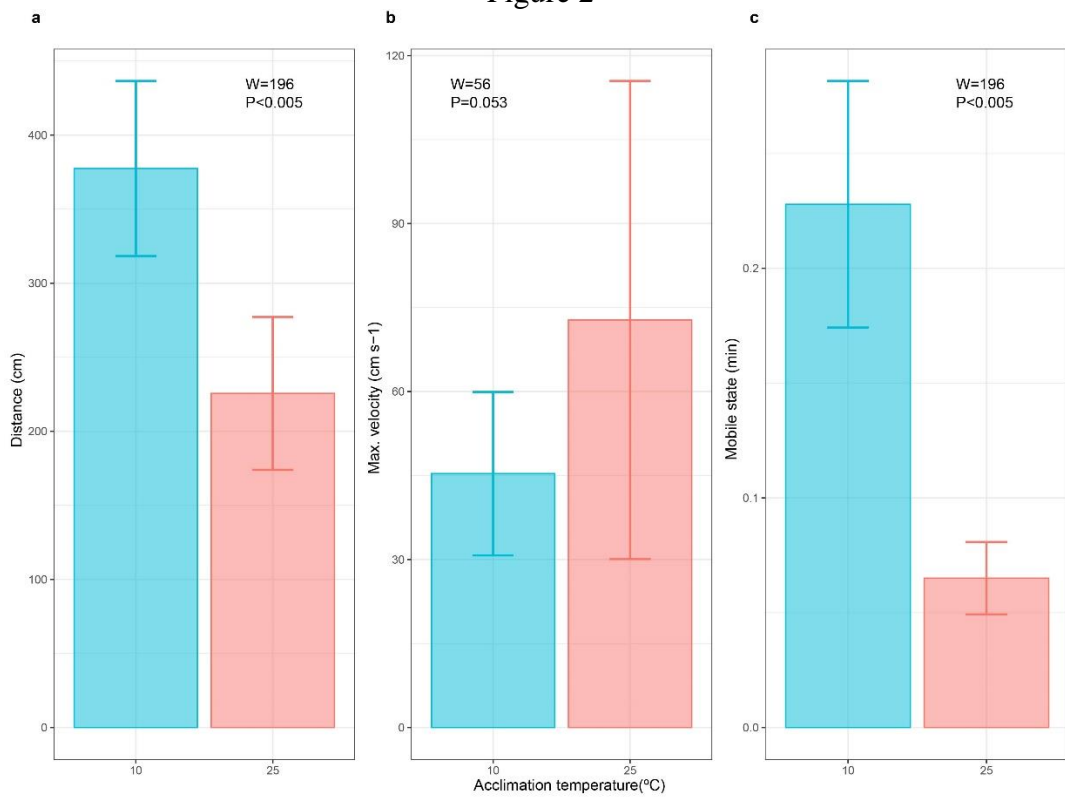 Figure 2
a
b
c
W=196
P<0.005
W=56
P=0.053
W=196
P<0.005
Distance (cm)
400
300
200
100
0
10
25
Max. velocity (cm s−1)
120
90
60
30
0
10
25
Mobile state (min)
0.2
0.1
0.0
10
25
Acclimation temperature(ºC)